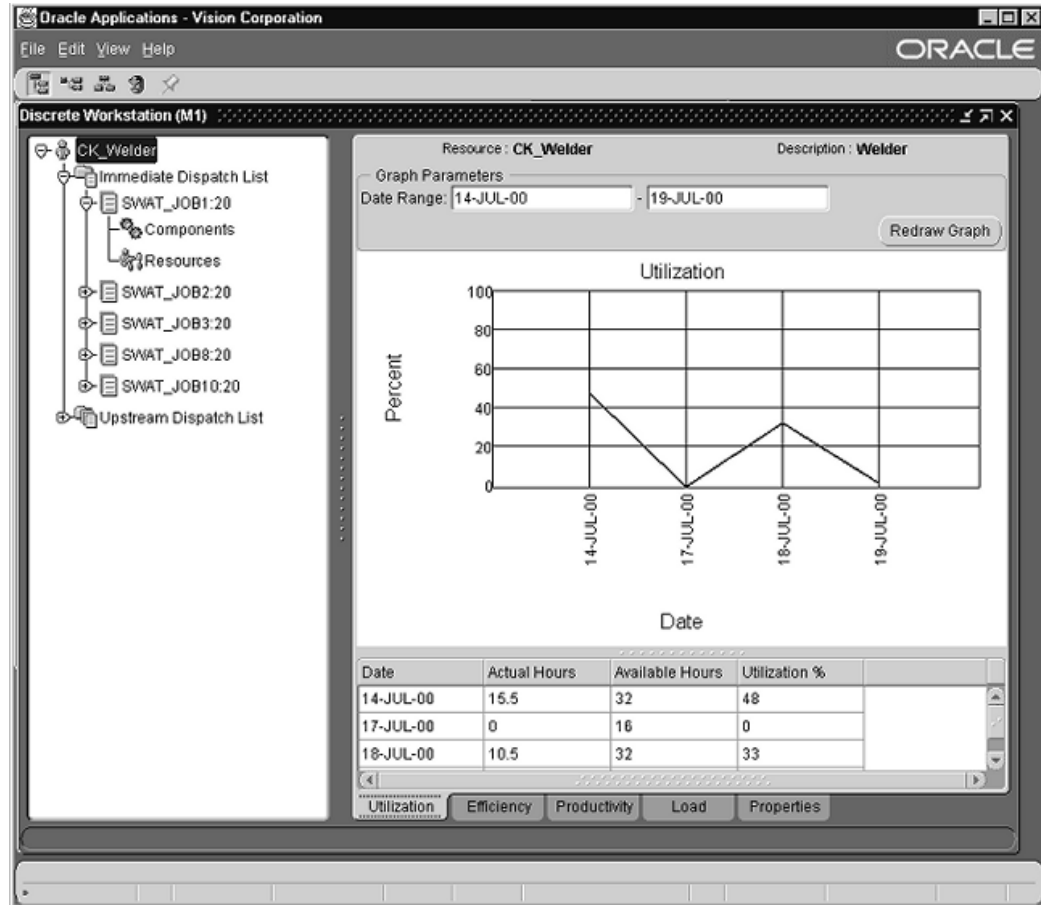 Oracle Applications - Vision Corporation
File Edit View Help
ORACLE
Discrete Workstation (M1)
CK_Welder
Immediate Dispatch List
SWAT_JOB1:20
Components
Resources
SWAT_JOB2:20
SWAT_JOB3:20
SWAT_JOB8:20
SWAT_JOB10:20
Upstream Dispatch List
Resource : CK_Welder Description : Welder
Graph Parameters
Date Range: 14-JUL-00 - 19-JUL-00
Redraw Graph
Utilization
100
80
60
40
20
0
Percent
14-JUL-00 17-JUL-00 18-JUL-00 19-JUL-00
Date
Date Actual Hours Available Hours Utilization %
14-JUL-00 15.5 32 48
17-JUL-00 0 16 0
18-JUL-00 10.5 32 33
Utilization Efficiency Productivity Load Properties